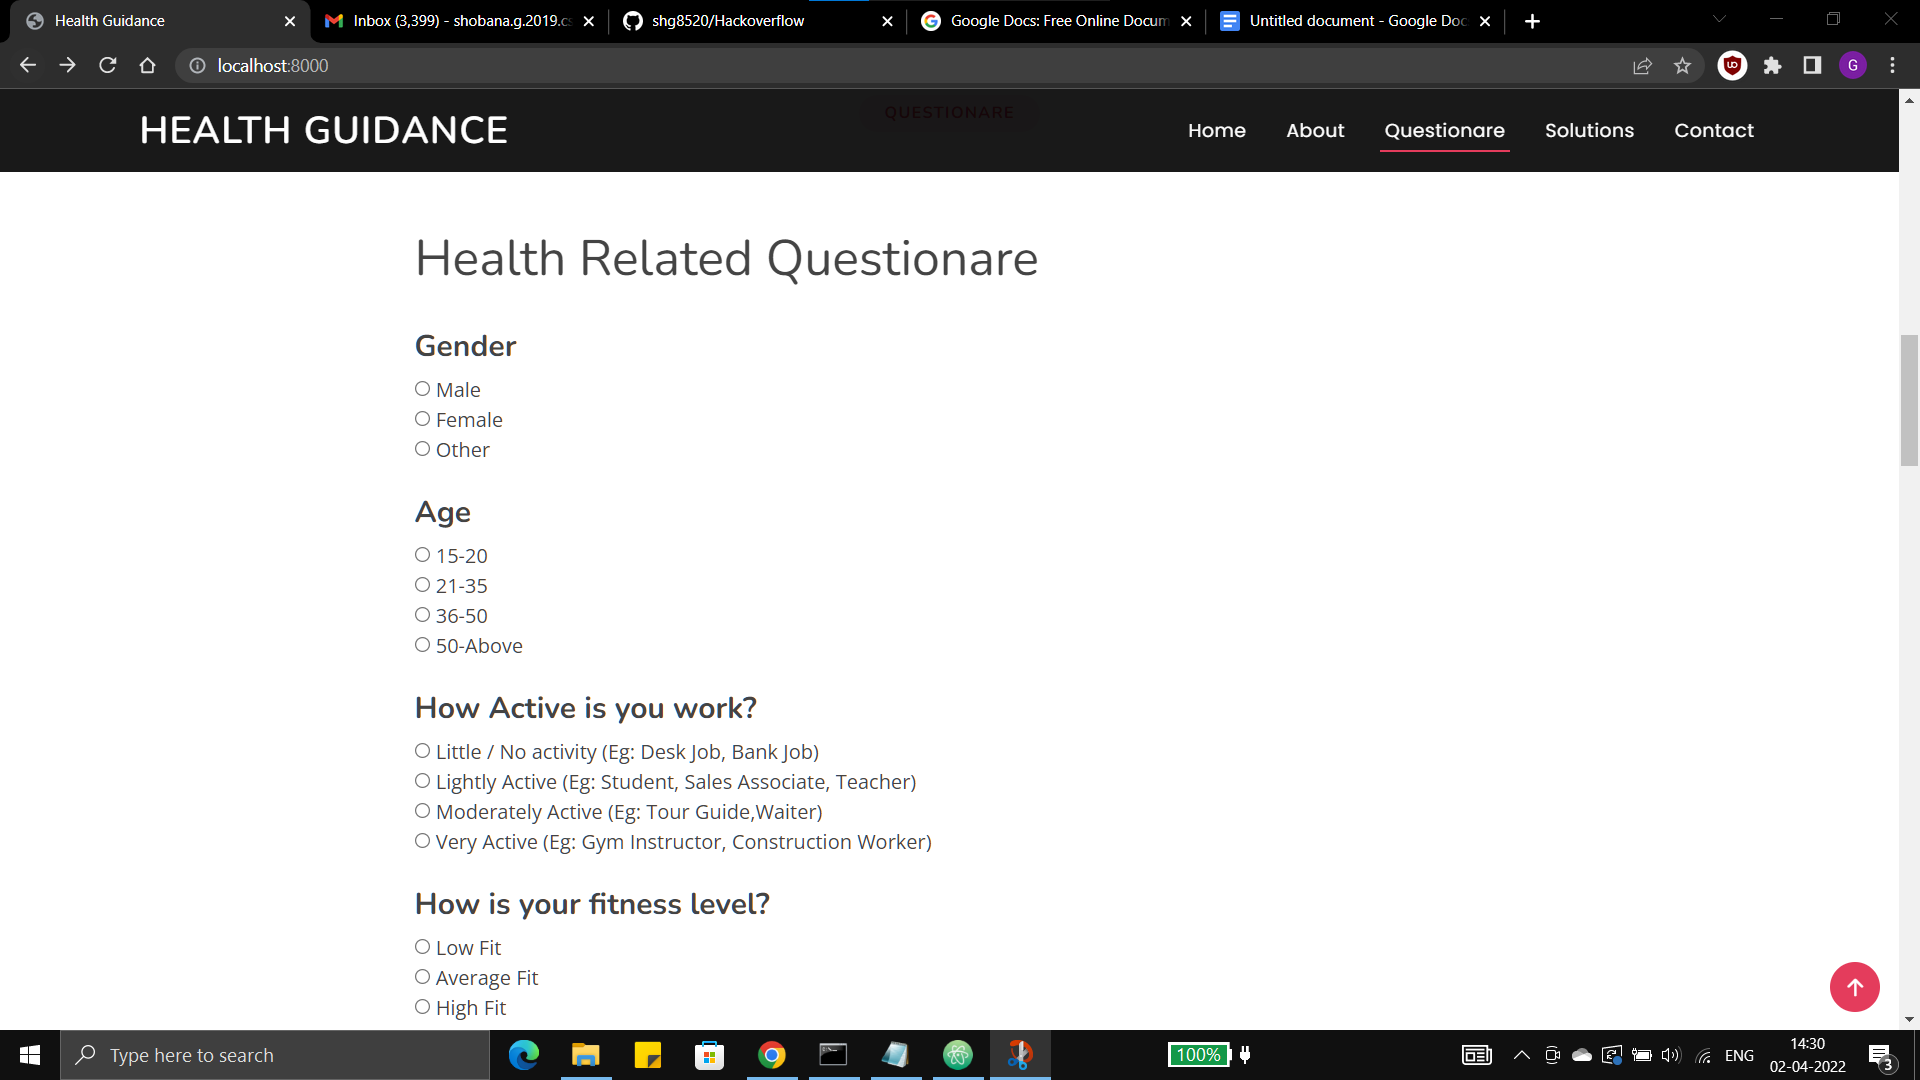 Health Guidance
Inbox (3,399) - shobana.g.2019.cs
shg8520/Hackoverflow
Google Docs: Free Online Docum
Untitled document - Google Doc
localhost:8000
G
QUESTIONARE
HEALTH GUIDANCE
Home
About
Questionare
Solutions
Contact
Health Related Questionare
Gender
Male
Female
Other
Age
15-20
21-35
36-50
50-Above
How Active is you work?
Little / No activity (Eg: Desk Job, Bank Job)
Lightly Active (Eg: Student, Sales Associate, Teacher)
Moderately Active (Eg: Tour Guide,Waiter)
Very Active (Eg: Gym Instructor, Construction Worker)
How is your fitness level?
Low Fit
Average Fit
High Fit
Type here to search
100%
ENG
14:30
02-04-2022
3